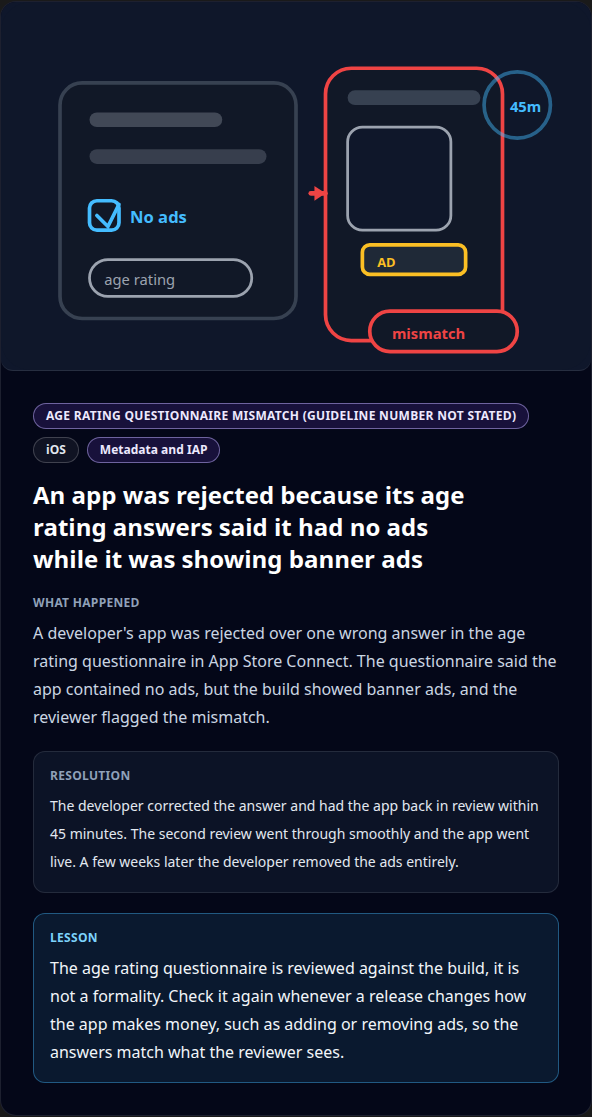 No ads
age rating
45m
AD
mismatch
AGE RATING QUESTIONNAIRE MISMATCH (GUIDELINE NUMBER NOT STATED)
iOS
Metadata and IAP
An app was rejected because its age
rating answers said it had no ads
while it was showing banner ads
WHAT HAPPENED
A developer's app was rejected over one wrong answer in the age
rating questionnaire in App Store Connect. The questionnaire said the
app contained no ads, but the build showed banner ads, and the
reviewer flagged the mismatch.
RESOLUTION
The developer corrected the answer and had the app back in review within
45 minutes. The second review went through smoothly and the app went
live. A few weeks later the developer removed the ads entirely.
LESSON
The age rating questionnaire is reviewed against the build, it is
not a formality. Check it again whenever a release changes how
the app makes money, such as adding or removing ads, so the
answers match what the reviewer sees.